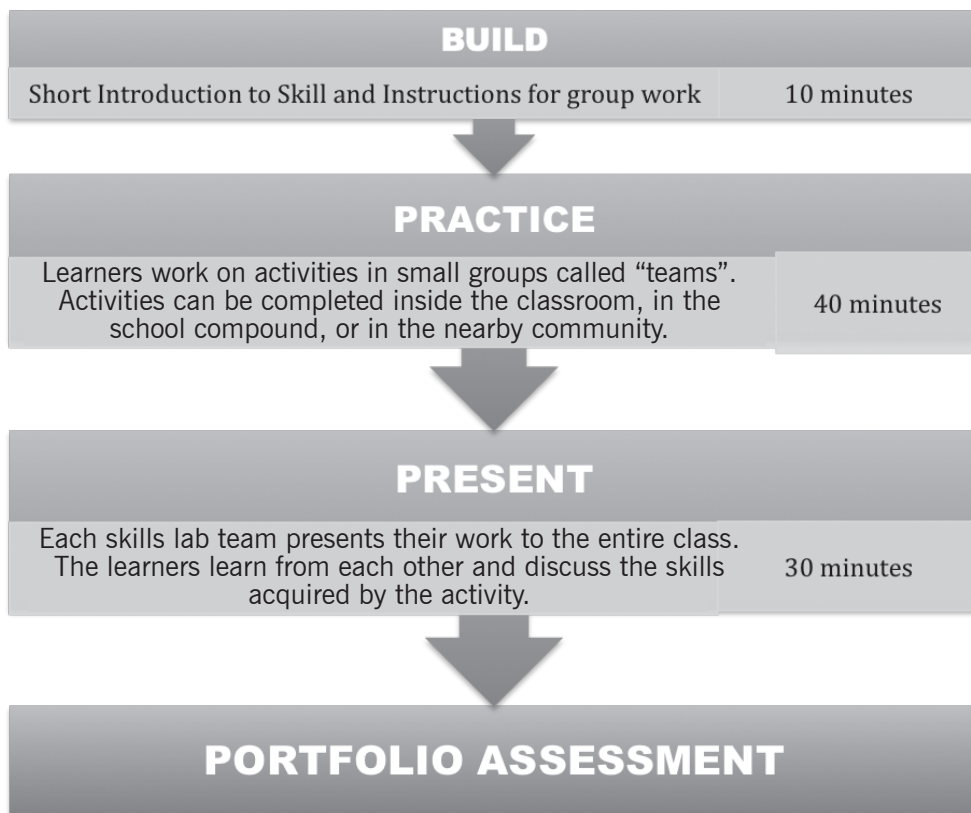 BUILD
Short Introduction to Skill and Instructions for group work 10 minutes
PRACTICE
Learners work on activities in small groups called “teams”.
Activities can be completed inside the classroom, in the
school compound, or in the nearby community.
40 minutes
PRESENT
Each skills lab team presents their work to the entire class.
The learners learn from each other and discuss the skills
acquired by the activity.
30 minutes
PORTFOLIO ASSESSMENT